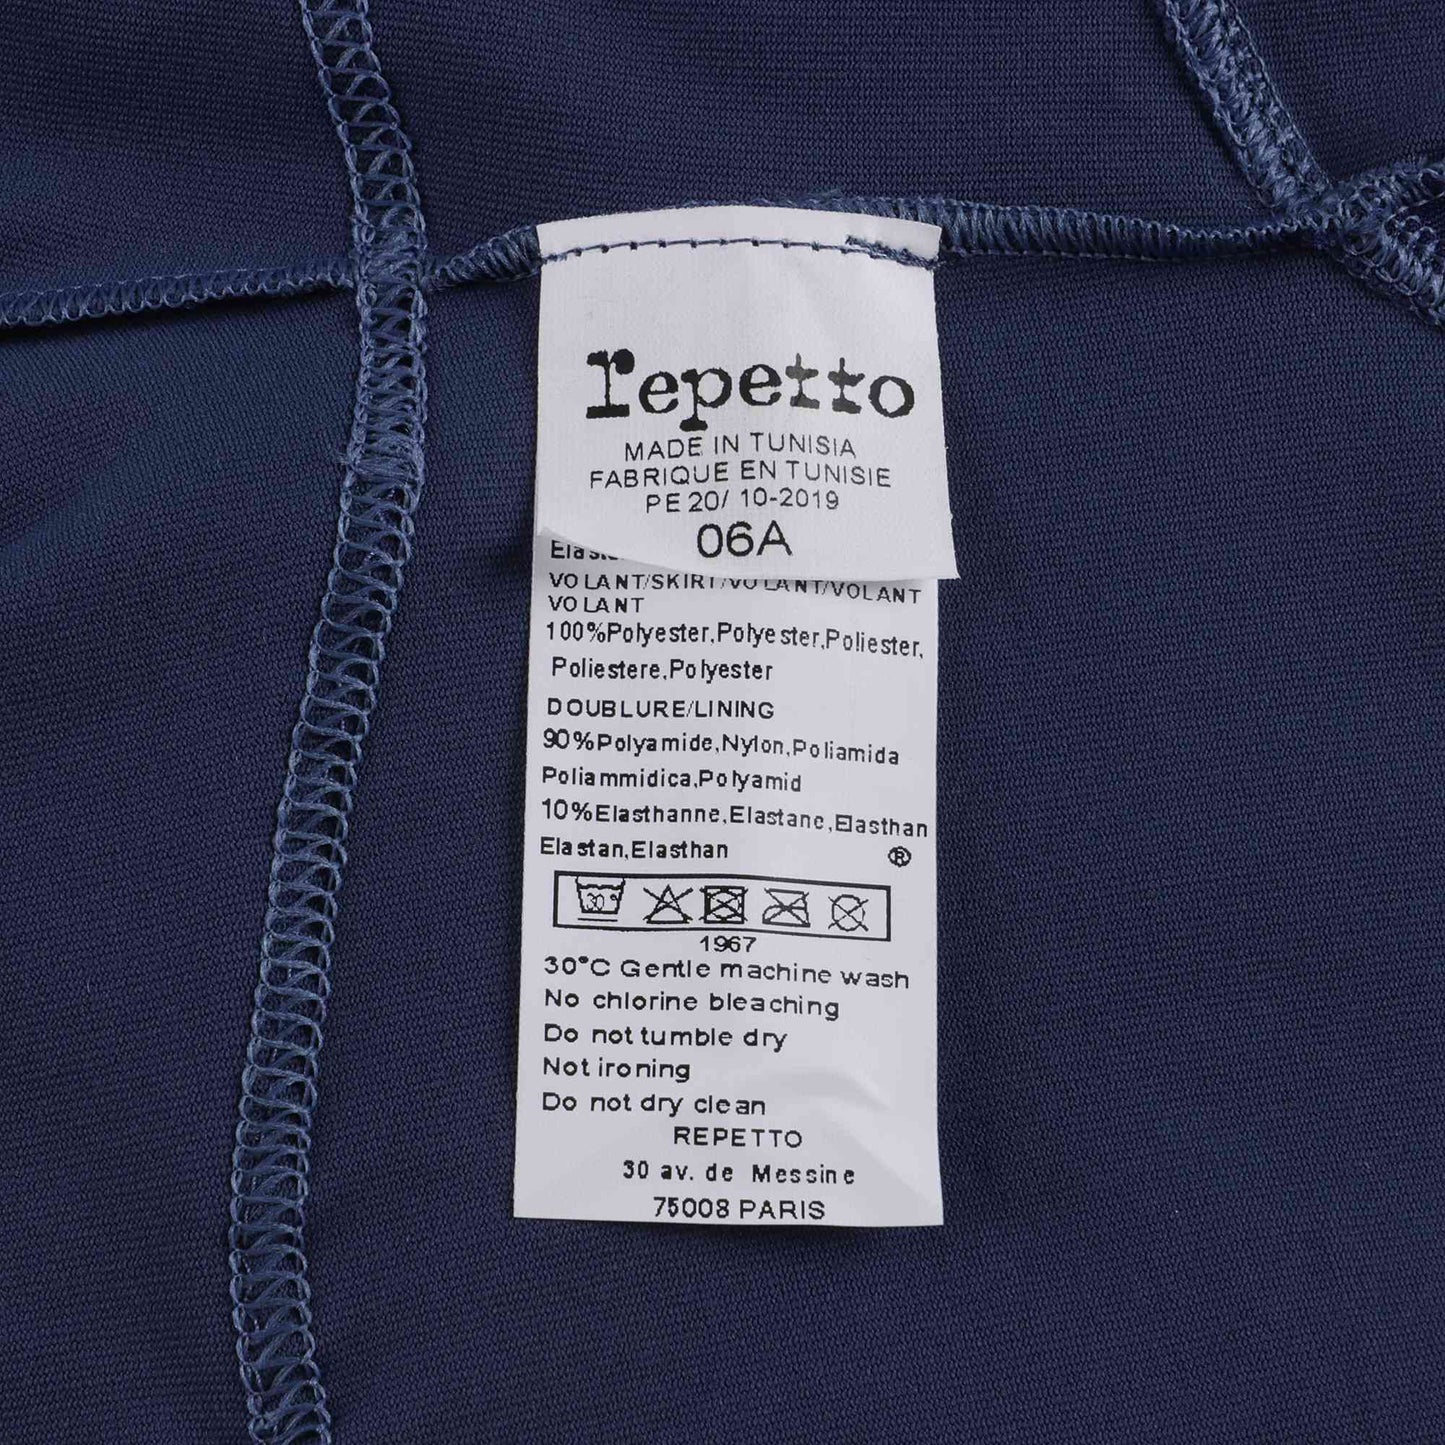 repetto
MADE IN TUNISIA
FABRIQUE EN TUNISIE
PE 20/ 10-2019
06A
VOLANT/SKIRT/VOLANT/VOLANT
VOLANT
100%Polyester,Polyester,Poliester,
Poliestere,Polyester
DOUBLURE/LINING
90%Polyamide,Nylon,Poliamida
Poliammidica,Polyamid
10%Elasthanne,Elastane,Elasthan
Elastan,Elasthan
®
30°
1967
30°C Gentle machine wash
No chlorine bleaching
Do not tumble dry
Not ironing
Do not dry clean
REPETTO
30 av. de Messine
75008 PARIS